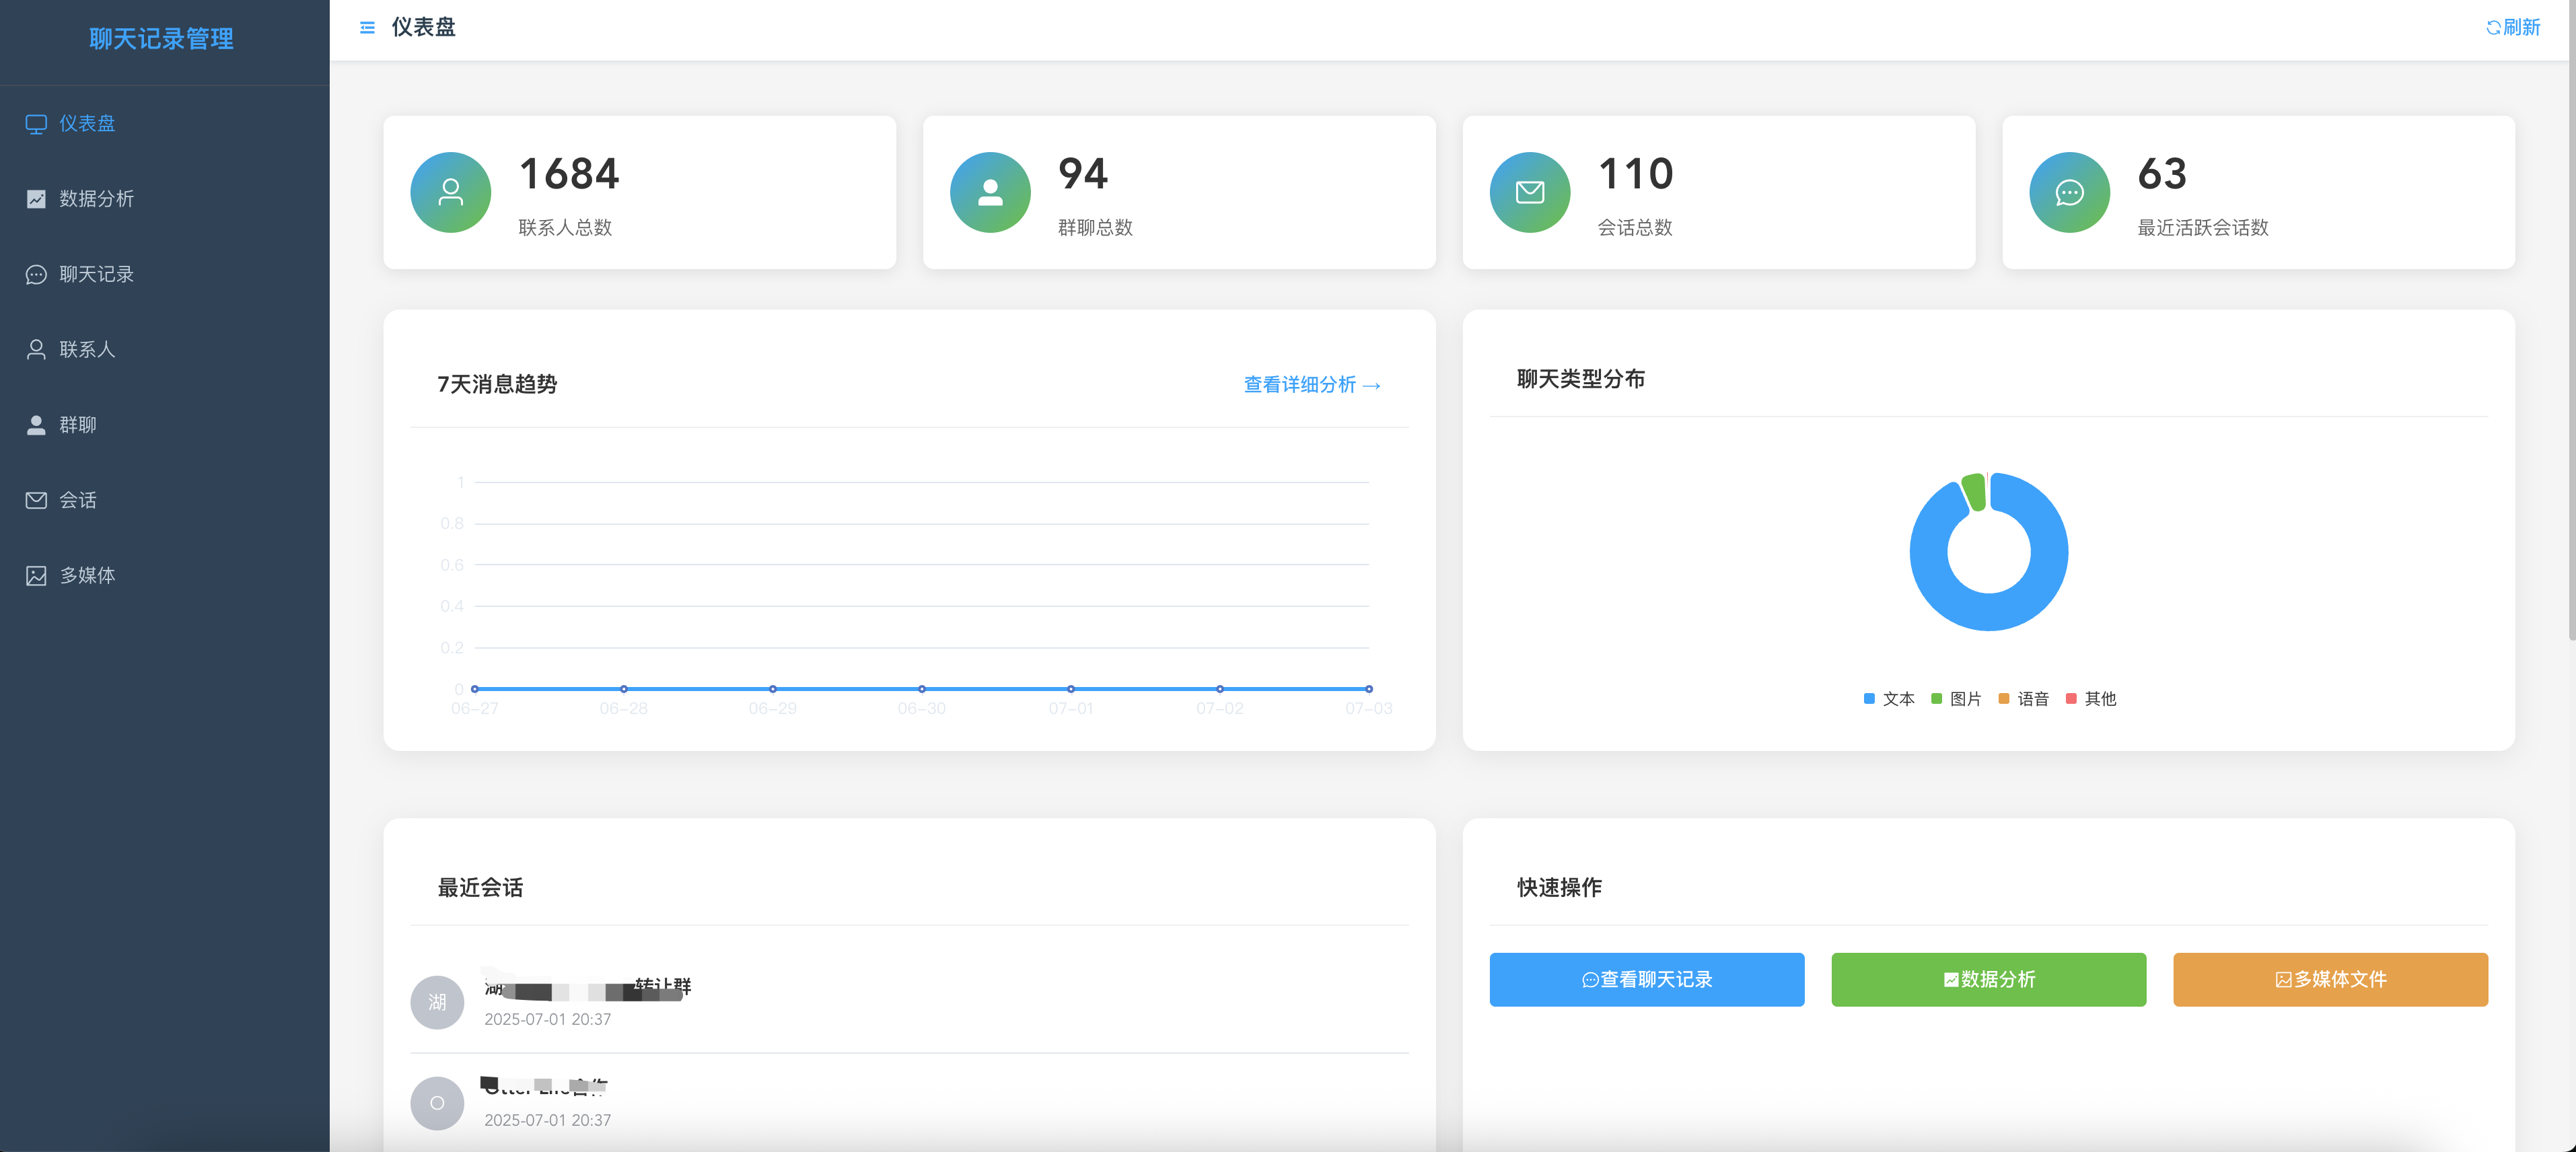 聊天记录管理
仪表盘
数据分析
聊天记录
联系人
群聊
会话
多媒体
仪表盘
刷新
1684
联系人总数
94
群聊总数
110
会话总数
63
最近活跃会话数
7天消息趋势
查看详细分析 →
1
0.8
0.6
0.4
0.2
0
06-27 06-28 06-29 06-30 07-01 07-02 07-03
聊天类型分布
文本 图片 语音 其他
最近会话
湖
湖 转让群
2025-07-01 20:37
O
2025-07-01 20:37
快速操作
查看聊天记录
数据分析
多媒体文件